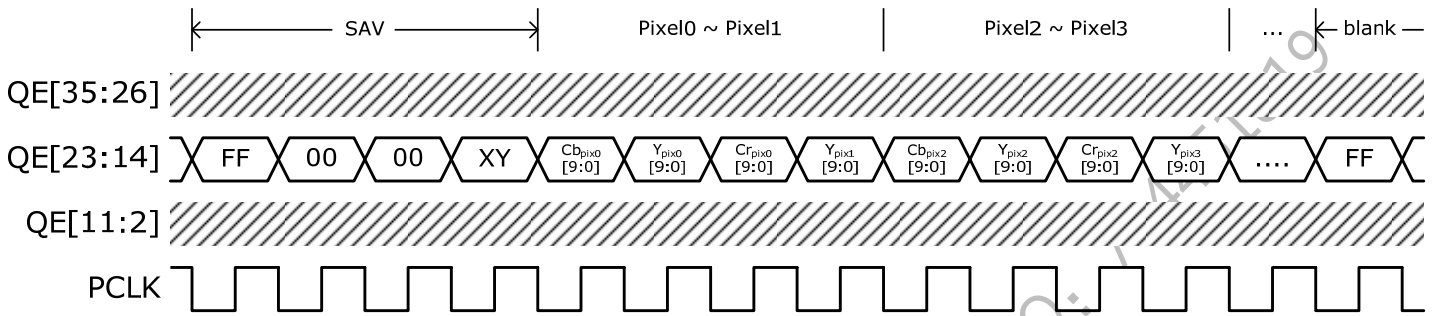 SAV Pixel0 ~ Pixel1 Pixel2 ~ Pixel3 ... blank
QE[35:26]
QE[23:14] FF 00 00 XY Cbpix0 [9:0] Ypix0 [9:0] Crpix0 [9:0] Ypix1 [9:0] Cbpix2 [9:0] Ypix2 [9:0] Crpix2 [9:0] Ypix3 [9:0] .... FF
QE[11:2]
PCLK